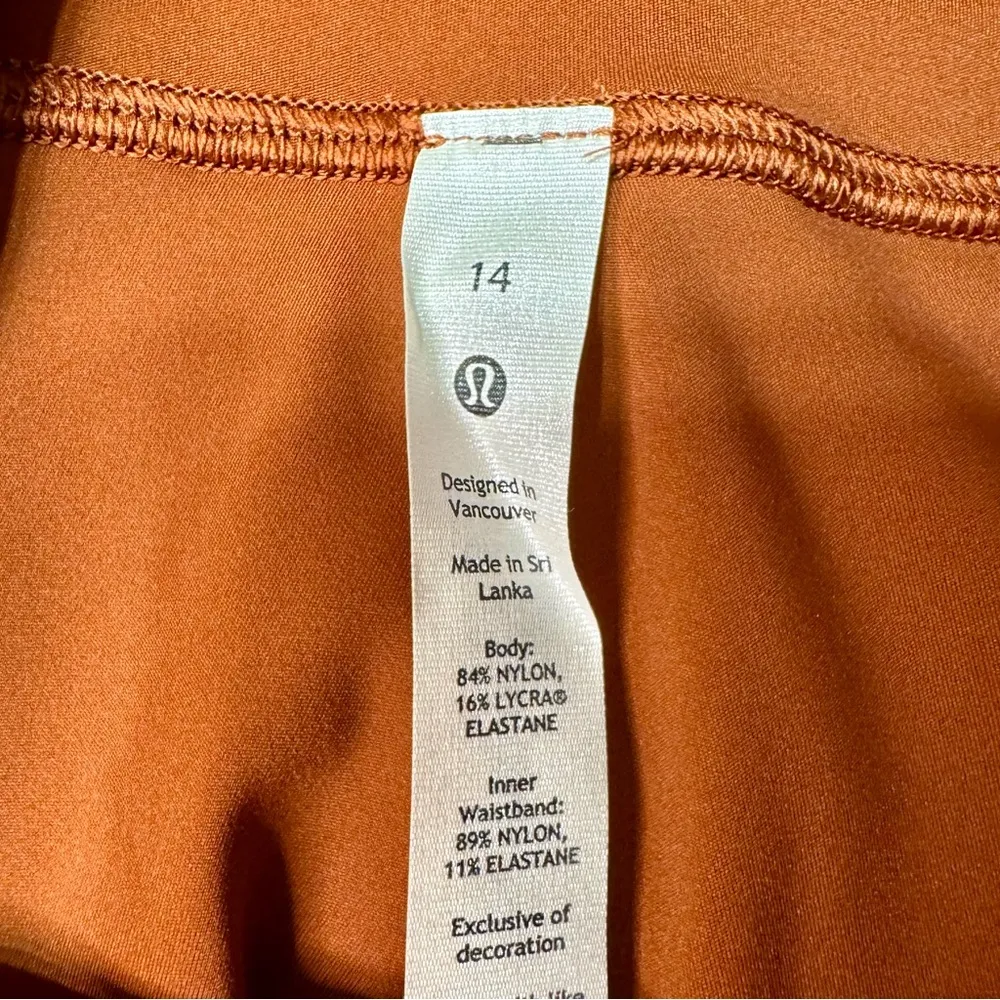 14
Designed in
Vancouver
Made in Sri
Lanka
Body:
84% NYLON,
16% LYCRA®
ELASTANE
Inner
Waistband:
89% NYLON,
11% ELASTANE
Exclusive of
decoration
like